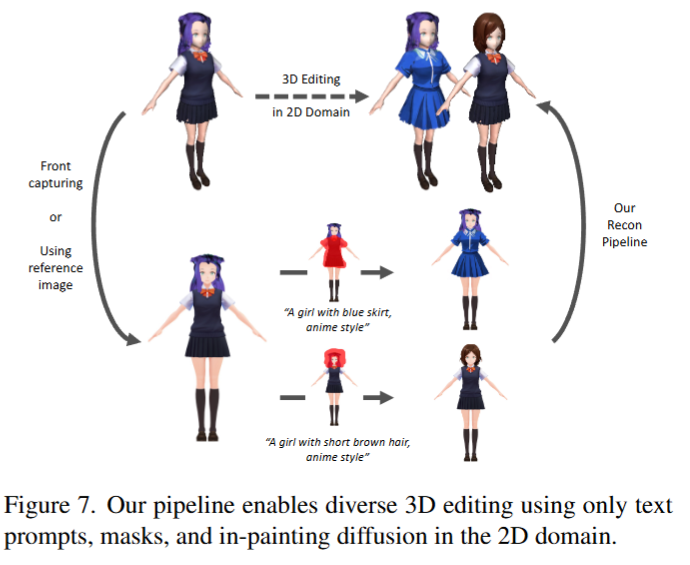 3D Editing
in 2D Domain
Front
capturing
or
Using
reference
image
Our
Recon
Pipeline
“A girl with blue skirt,
anime style”
“A girl with short brown hair,
anime style”
Figure 7. Our pipeline enables diverse 3D editing using only text
prompts, masks, and in-painting diffusion in the 2D domain.